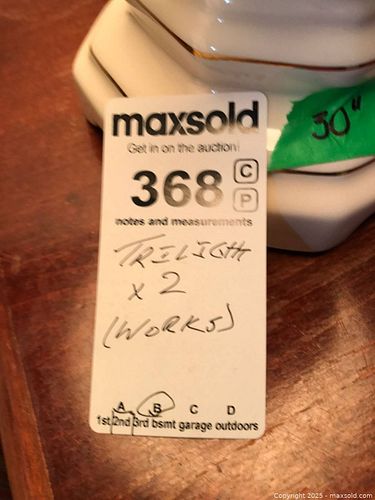 maxsold
Get in on the auction!
368
C
P
notes and measurements
TRILIGHT
x 2
(WORKS)
A B C D
1st 2nd 3rd bsmt garage outdoors
30"
Copyright 2025 - maxsold.com